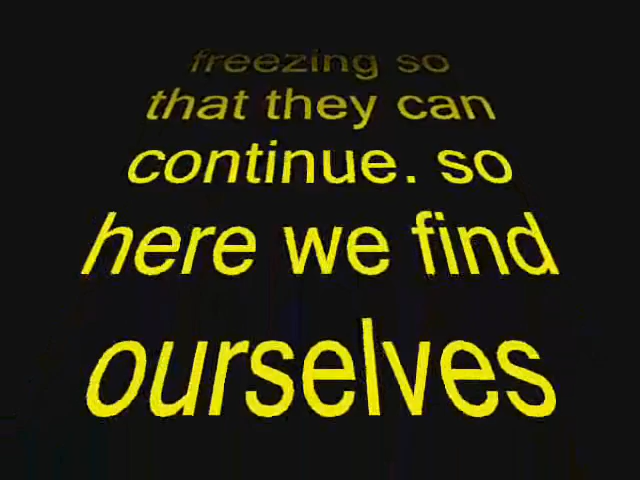 freezing so
that they can
continue. so
here we find
ourselves